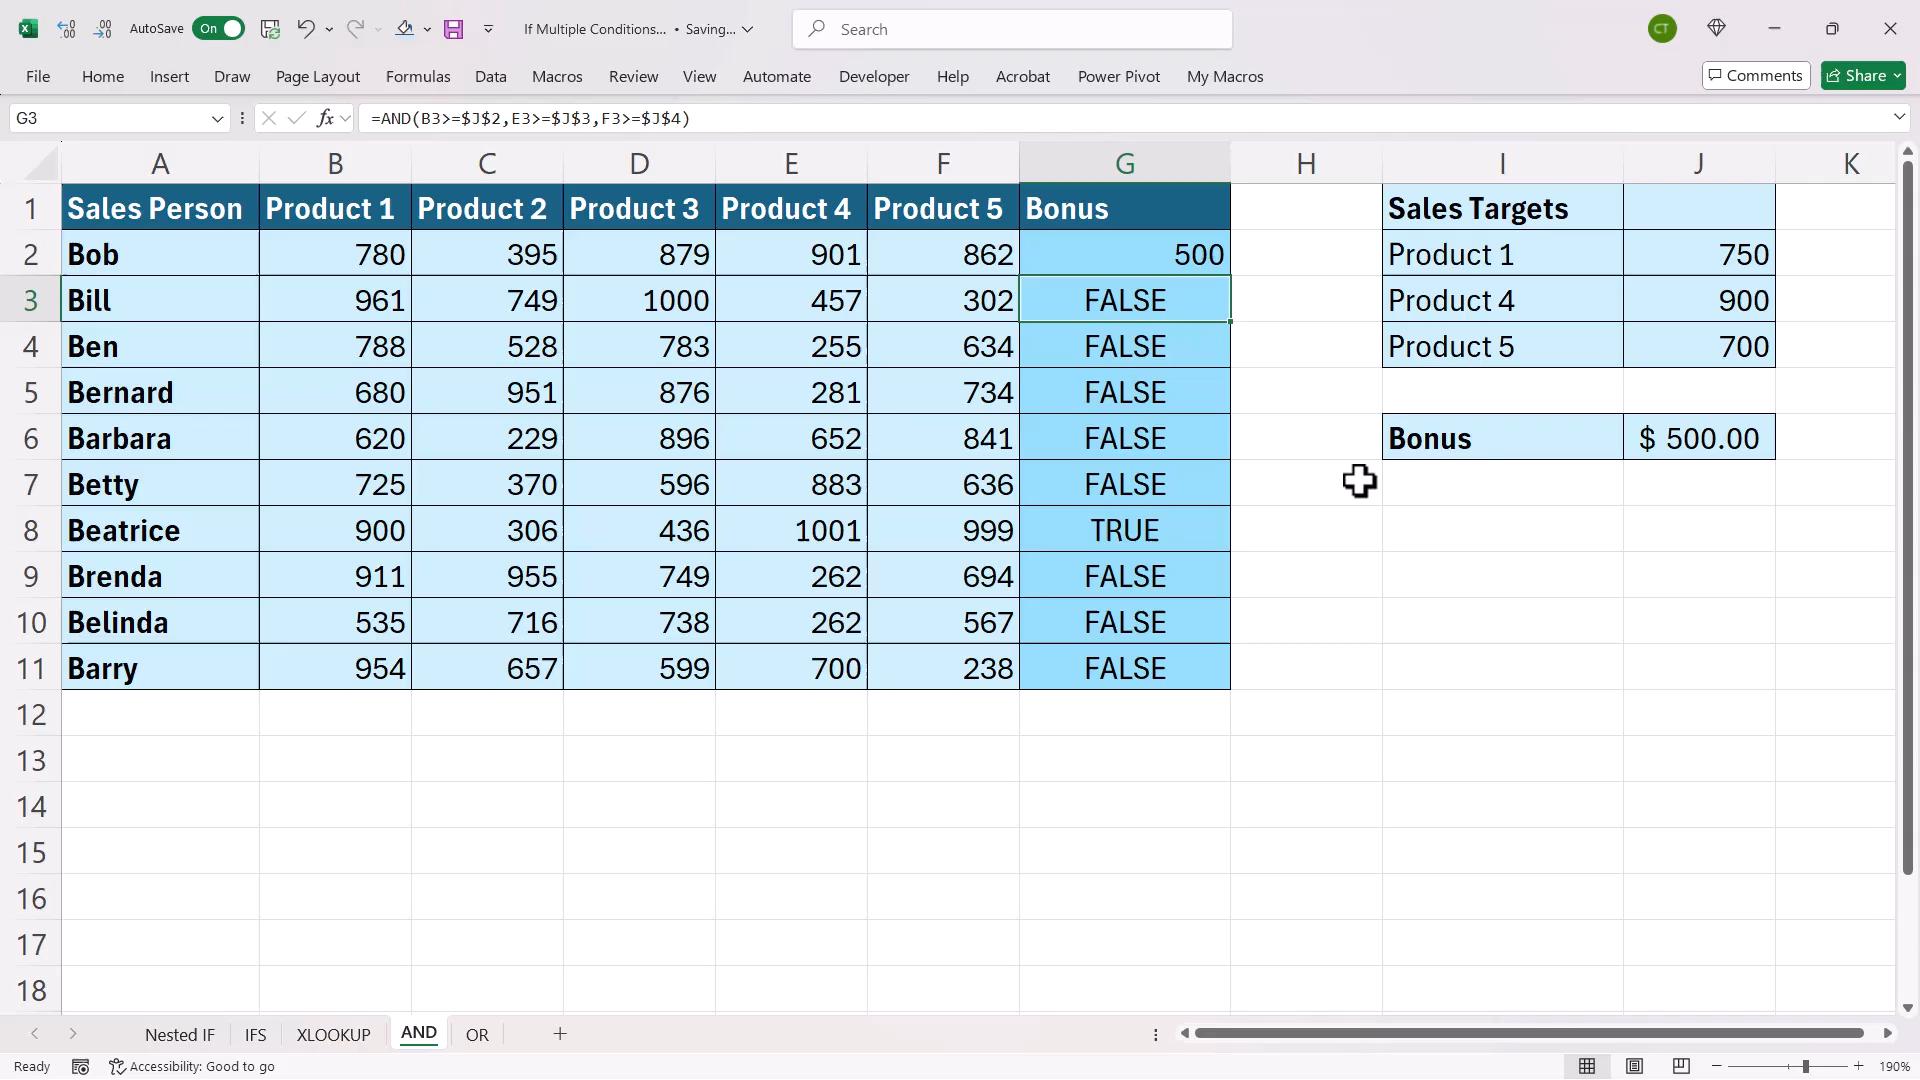 AutoSave On If Multiple Conditions... • Saving... Search CT
File Home Insert Draw Page Layout Formulas Data Macros Review View Automate Developer Help Acrobat Power Pivot My Macros Comments Share
G3 fx =AND(B3>=$J$2,E3>=$J$3,F3>=$J$4)
A B C D E F G H I J K
1 Sales Person Product 1 Product 2 Product 3 Product 4 Product 5 Bonus Sales Targets
2 Bob 780 395 879 901 862 500 Product 1 750
3 Bill 961 749 1000 457 302 FALSE Product 4 900
4 Ben 788 528 783 255 634 FALSE Product 5 700
5 Bernard 680 951 876 281 734 FALSE
6 Barbara 620 229 896 652 841 FALSE Bonus $ 500.00
7 Betty 725 370 596 883 636 FALSE
8 Beatrice 900 306 436 1001 999 TRUE
9 Brenda 911 955 749 262 694 FALSE
10 Belinda 535 716 738 262 567 FALSE
11 Barry 954 657 599 700 238 FALSE
12
13
14
15
16
17
18
Nested IF IFS XLOOKUP AND OR
Ready Accessibility: Good to go 190%